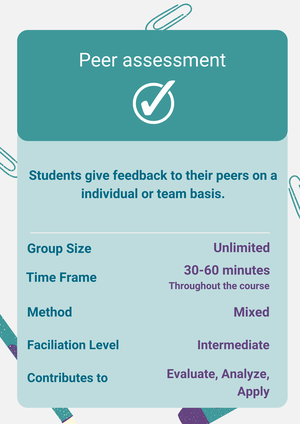 Peer assessment
Students give feedback to their peers on a
individual or team basis.
Group Size Unlimited
Time Frame 30-60 minutes
Throughout the course
Method Mixed
Faciliation Level Intermediate
Contributes to Evaluate, Analyze,
Apply